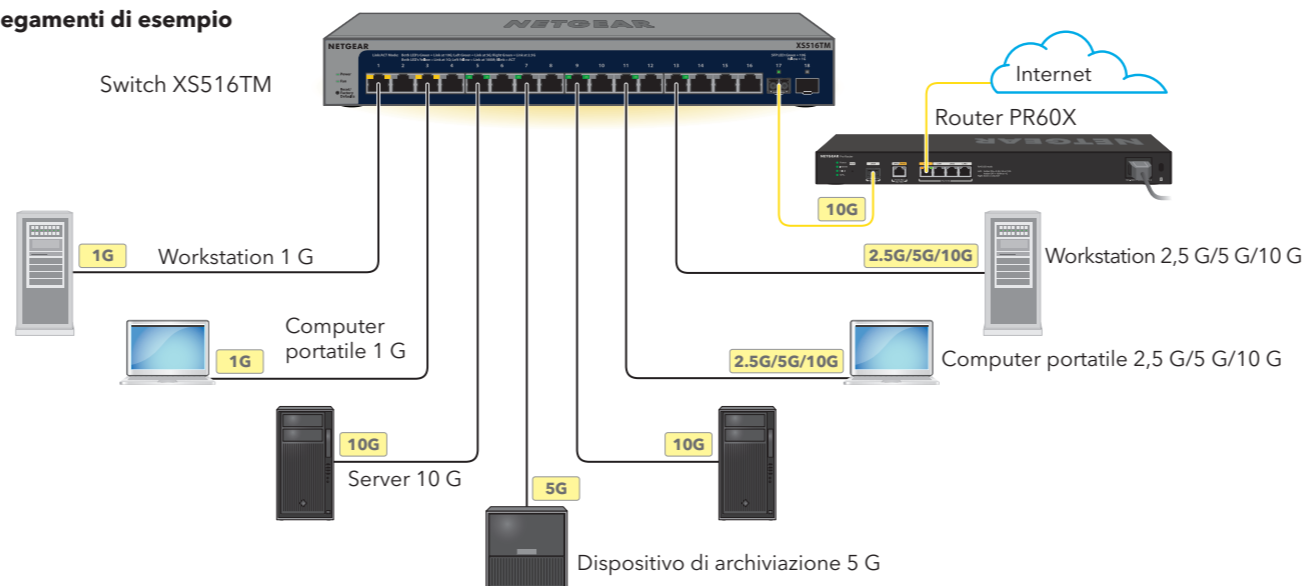 egamenti di esempio
NETGEAR
NETGEAR
XS516TM
Switch XS516TM
1 2 3 4 5 6 7 8 9 10 11 12 13 14 15 16 17 18
Internet
Router PR60X
NETGEAR
NETGEAR
10G
1G
Workstation 1 G
2.5G/5G/10G
Workstation 2,5 G/5 G/10 G
Computer
portatile 1 G
1G
2.5G/5G/10G
Computer portatile 2,5 G/5 G/10 G
10G
Server 10 G
10G
5G
Dispositivo di archiviazione 5 G